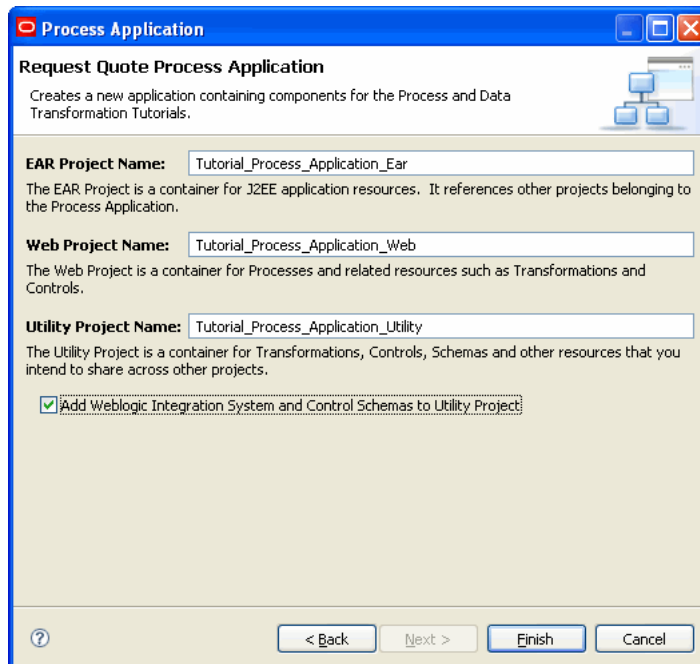 Process Application
Request Quote Process Application
Creates a new application containing components for the Process and Data
Transformation Tutorials.
EAR Project Name: Tutorial_Process_Application_Ear
The EAR Project is a container for J2EE application resources. It references other projects belonging to
the Process Application.
Web Project Name: Tutorial_Process_Application_Web
The Web Project is a container for Processes and related resources such as Transformations and
Controls.
Utility Project Name: Tutorial_Process_Application_Utility
The Utility Project is a container for Transformations, Controls, Schemas and other resources that you
intend to share across other projects.
Add Weblogic Integration System and Control Schemas to Utility Project
? < Back Next > Finish Cancel